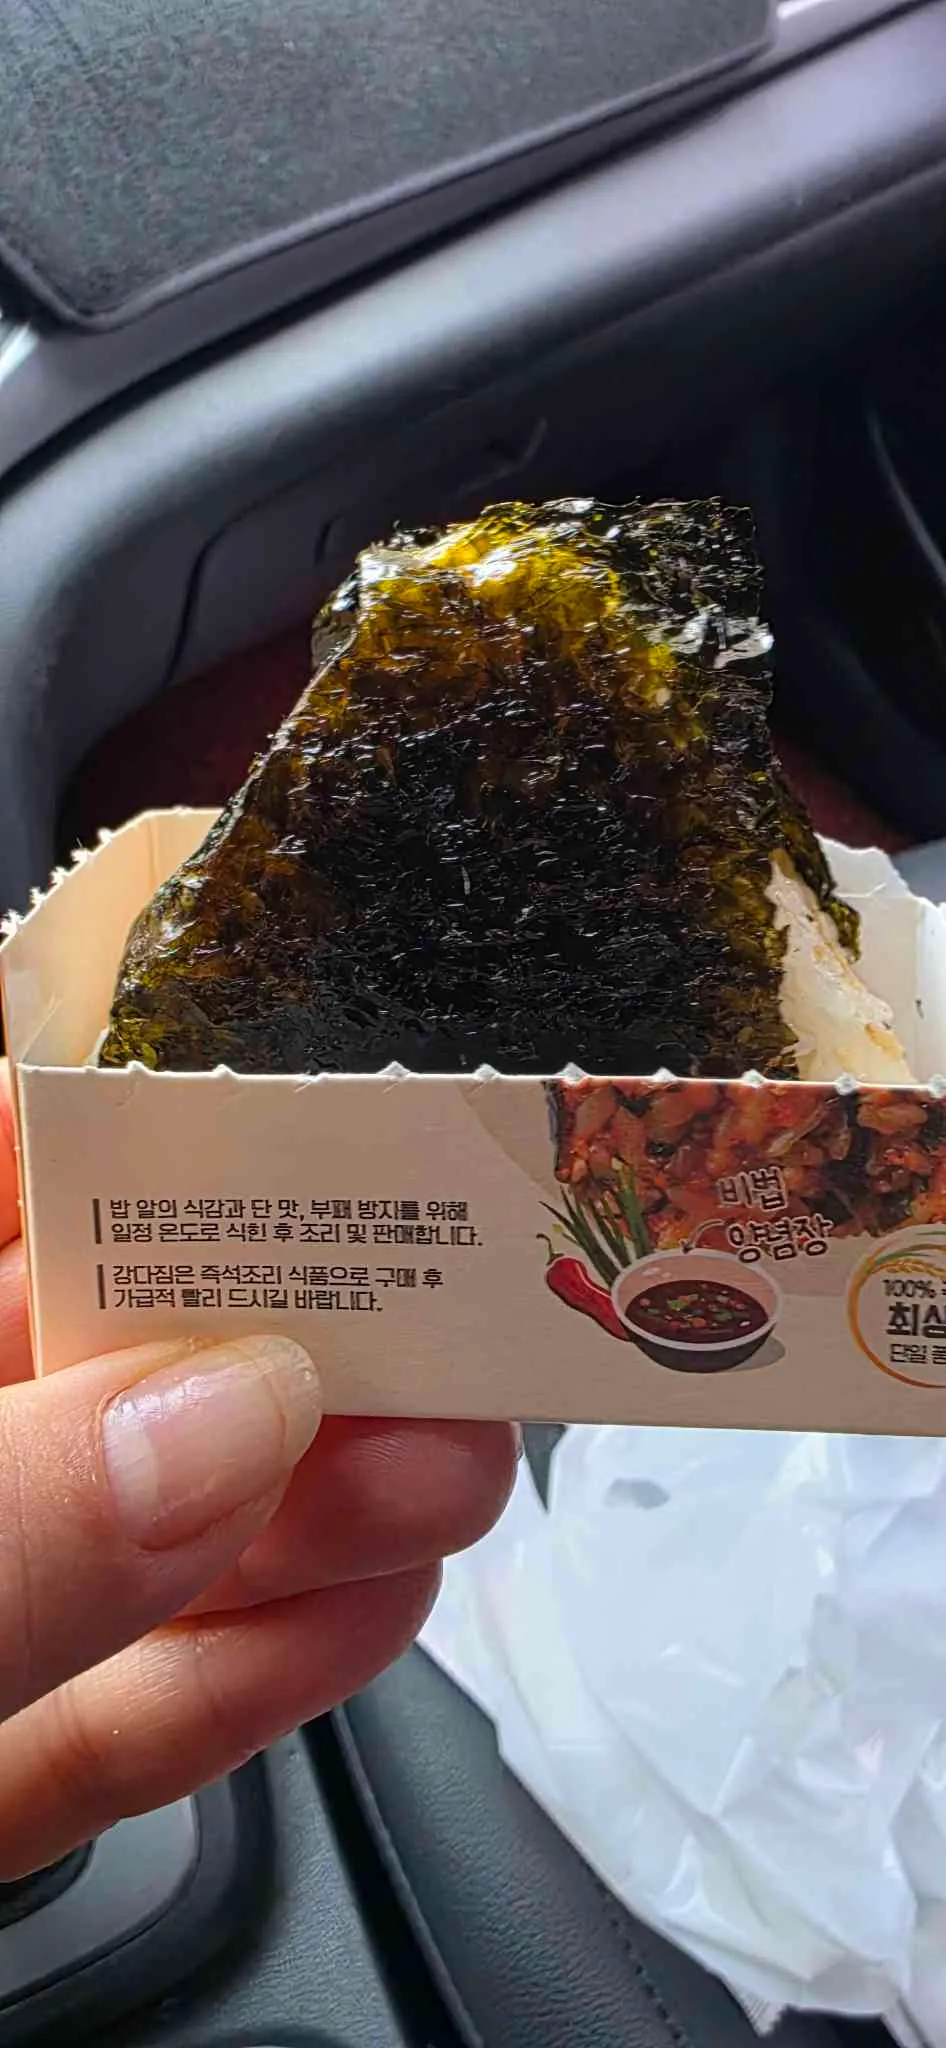 밥 알의 식감과 단 맛, 부패 방지를 위해
일정 온도로 식힌 후 조리 및 판매합니다.
강다짐은 즉석조리 식품으로 구매 후
가급적 빨리 드시길 바랍니다.
비법
양념장
100%
단일